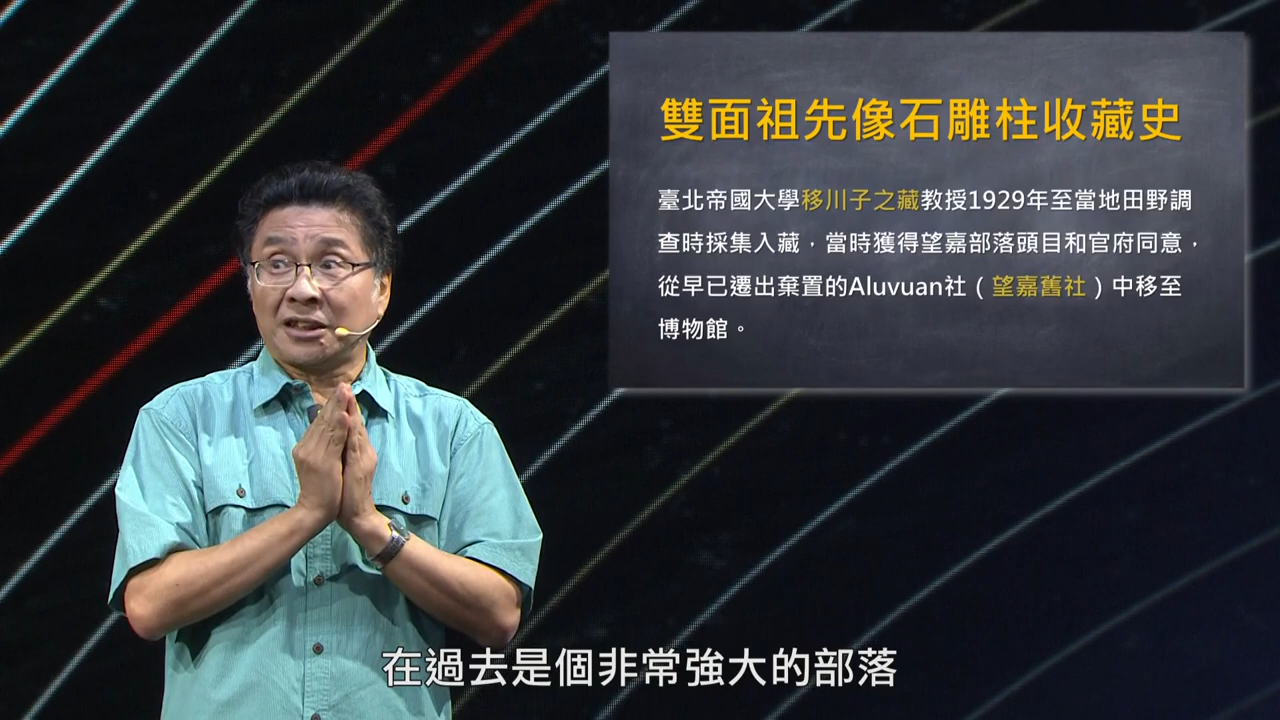 雙面祖先像石雕柱收藏史
臺北帝國大學移川子之藏教授1929年至當地田野調
查時採集入藏，當時獲得望嘉部落頭目和官府同意，
從早已遷出棄置的Aluvuan社（望嘉舊社）中移至
博物館。
在過去是個非常強大的部落